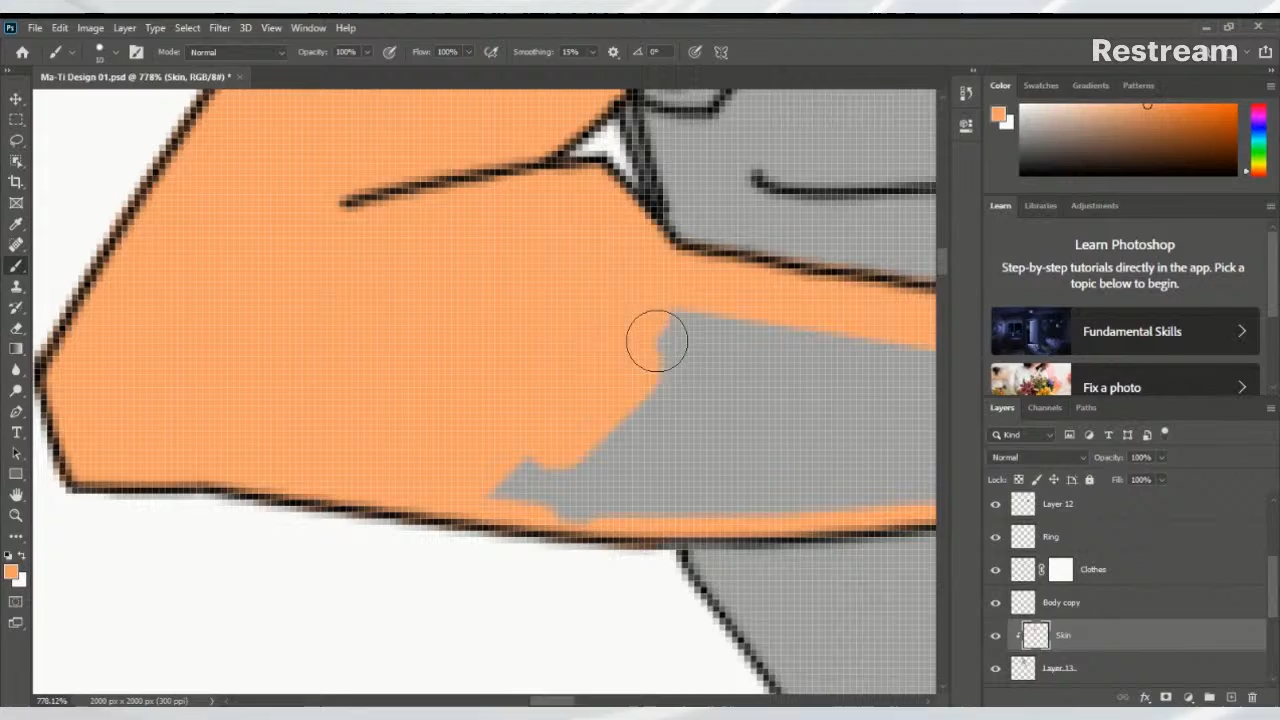 Ps File Edit Image Layer Type Select Filter 3D View Window Help
10 Mode: Normal Opacity: 100% Flow: 100% Smoothing: 15% 0°
Restream
Ma-Ti Design 01.psd @ 778% (Skin, RGB/8#) *
Color Swatches Gradients Patterns
Learn Libraries Adjustments
Learn Photoshop
Step-by-step tutorials directly in the app. Pick a
topic below to begin.
Fundamental Skills
Fix a photo
Layers Channels Paths
Kind
Normal Opacity: 100%
Lock: Fill: 100%
Layer 12
Ring
Clothes
Body copy
Skin
Layer 13
778.12% 2000 px x 2000 px (300 ppi)